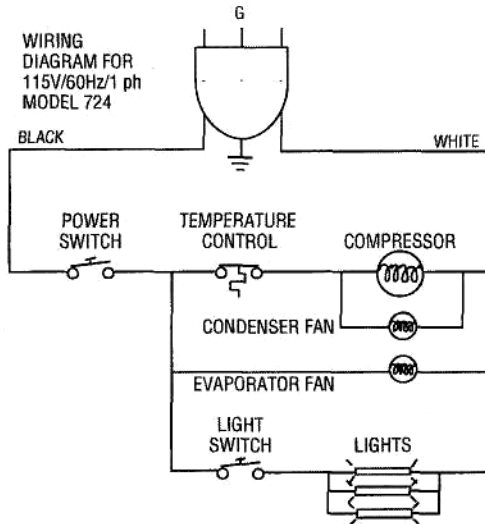 G
WIRING
DIAGRAM FOR
115V/60Hz/1 ph
MODEL 724
BLACK
WHITE
POWER
SWITCH
TEMPERATURE
CONTROL
COMPRESSOR
CONDENSER FAN
EVAPORATOR FAN
LIGHT
SWITCH
LIGHTS